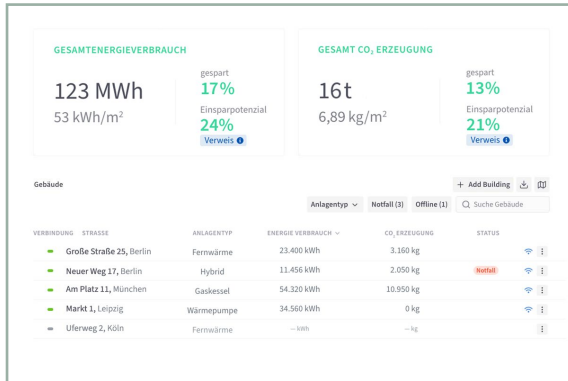 GESAMTENERGIEVERBRAUCH
123 MWh
53 kWh/m²
gespart
17%
Einsparpotenzial
24%
Verweis
GESAMT CO₂ ERZEUGUNG
16t
6,89 kg/m²
gespart
13%
Einsparpotenzial
21%
Verweis
Gebäude
+ Add Building
Anlagentyp Notfall (3) Offline (1) Suche Gebäude
VERBINDUNG STRASSE ANLAGENTYP ENERGIE VERBRAUCH CO₂ ERZEUGUNG STATUS
Große Straße 25, Berlin Fernwärme 23.400 kWh 3.160 kg
Neuer Weg 17, Berlin Hybrid 11.456 kWh 2.050 kg Notfall
Am Platz 11, München Gaskessel 54.320 kWh 10.950 kg
Markt 1, Leipzig Wärmepumpe 34.560 kWh 0 kg
Uferweg 2, Köln Fernwärme -- kWh -- kg